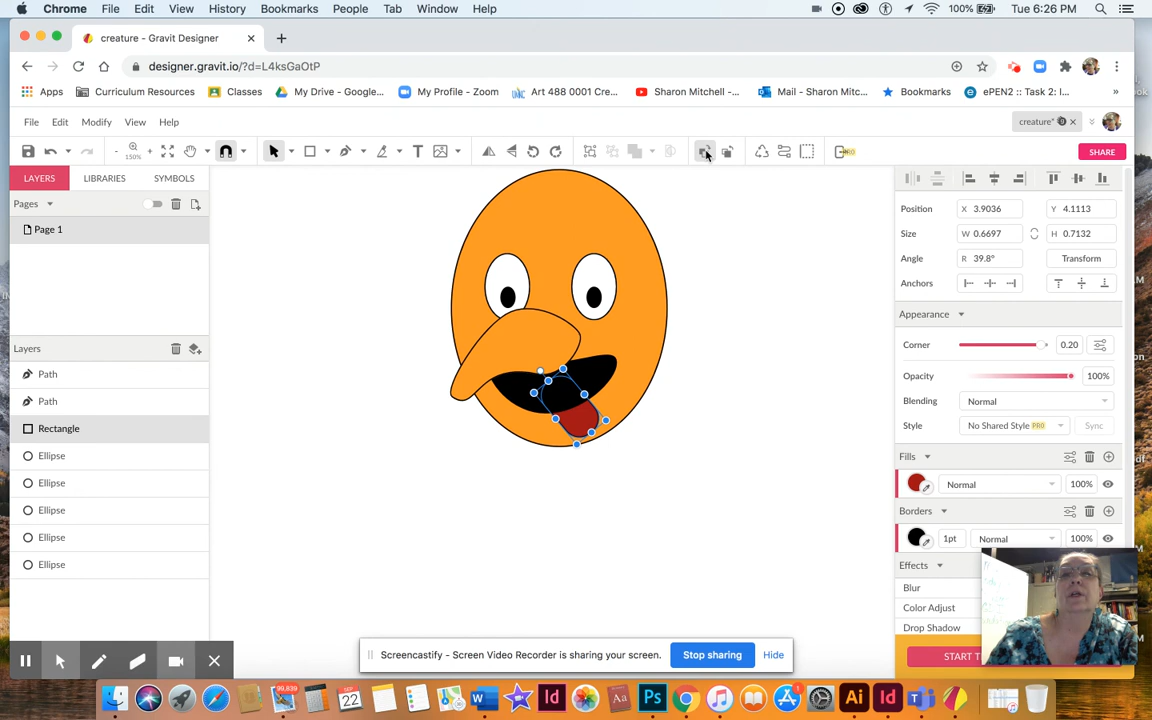 Chrome File Edit View History Bookmarks People Tab Window Help 100% Tue 6:26 PM
creature - Gravit Designer
designer.gravit.io/?d=L4ksGaOtP
Apps Curriculum Resources Classes My Drive - Google... My Profile - Zoom Art 488 0001 Cre... Sharon Mitchell -... Mail - Sharon Mitc... Bookmarks ePEN2 :: Task 2: I... »
File Edit Modify View Help creature*
150% PRO SHARE
LAYERS LIBRARIES SYMBOLS
Pages
Page 1
Layers
Path
Path
Rectangle
Ellipse
Ellipse
Ellipse
Ellipse
Ellipse
Position X 3.9036 Y 4.1113
Size W 0.6697 H 0.7132
Angle R 39.8° Transform
Anchors
Appearance
Corner 0.20
Opacity 100%
Blending Normal
Style No Shared Style PRO Sync
Fills
Normal 100%
Borders
1pt Normal 100%
Effects
Blur
Color Adjust
Drop Shadow
START T
Screencastify - Screen Video Recorder is sharing your screen. Stop sharing Hide
99,839
SEP
22